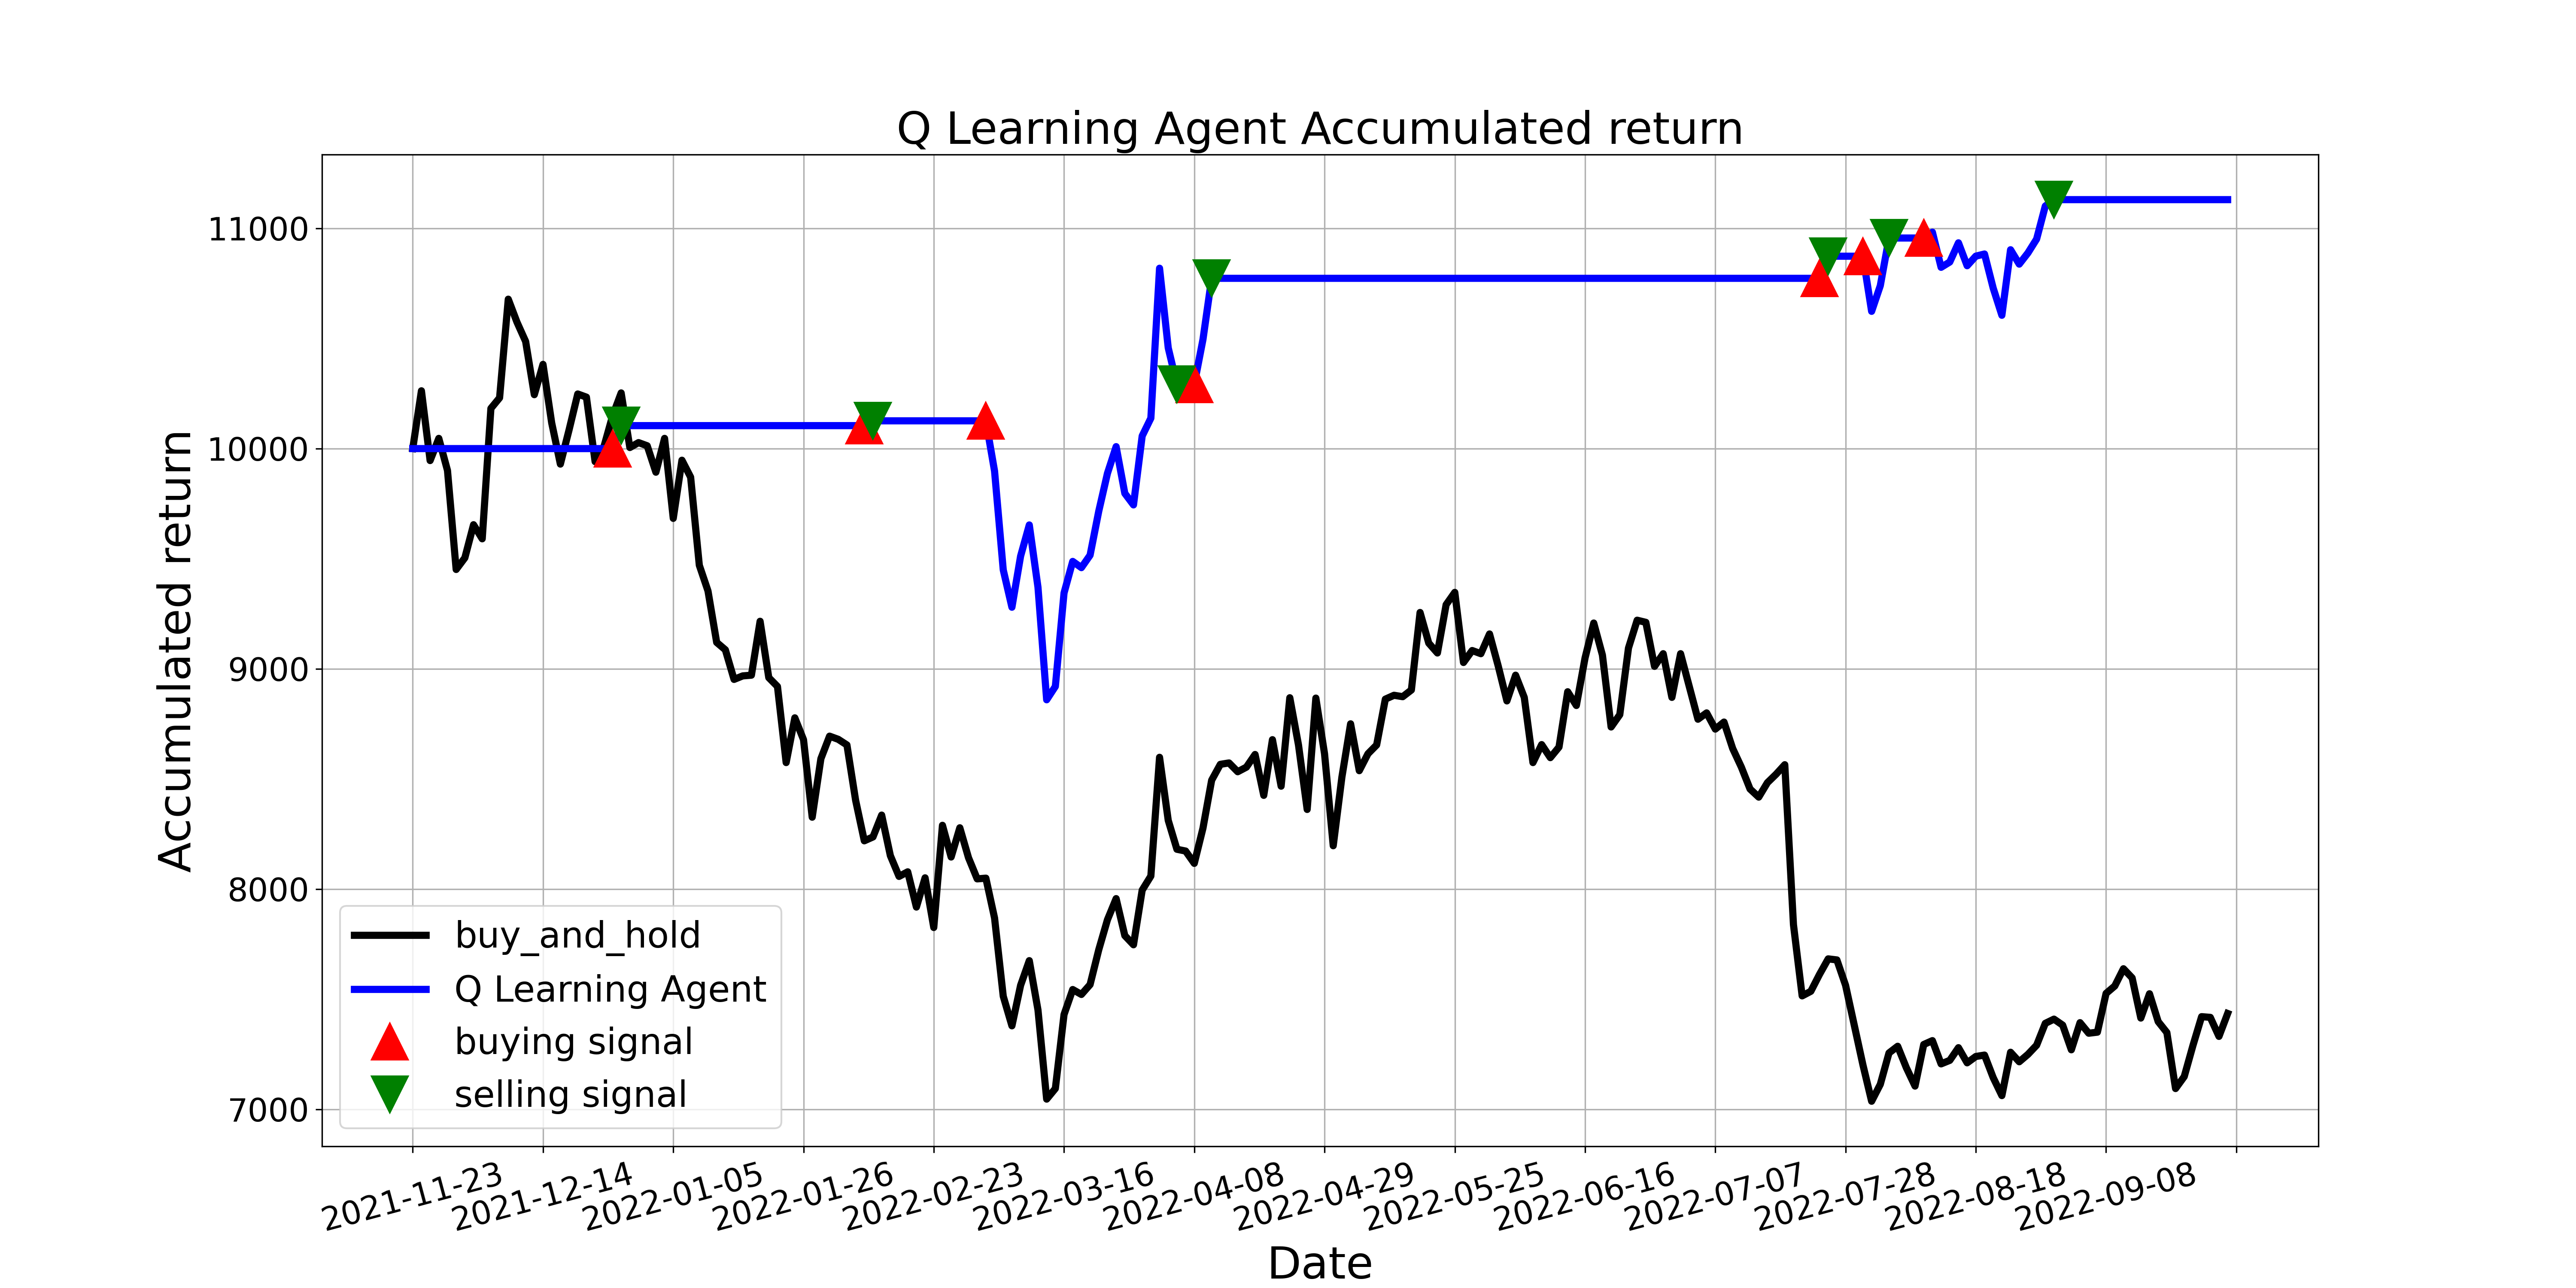 Q Learning Agent Accumulated return
Accumulated return
11000
10000
9000
8000
7000
buy_and_hold
Q Learning Agent
buying signal
selling signal
2021-11-23
2021-12-14
2022-01-05
2022-01-26
2022-02-23
2022-03-16
2022-04-08
2022-04-29
2022-05-25
2022-06-16
2022-07-07
2022-07-28
2022-08-18
2022-09-08
Date